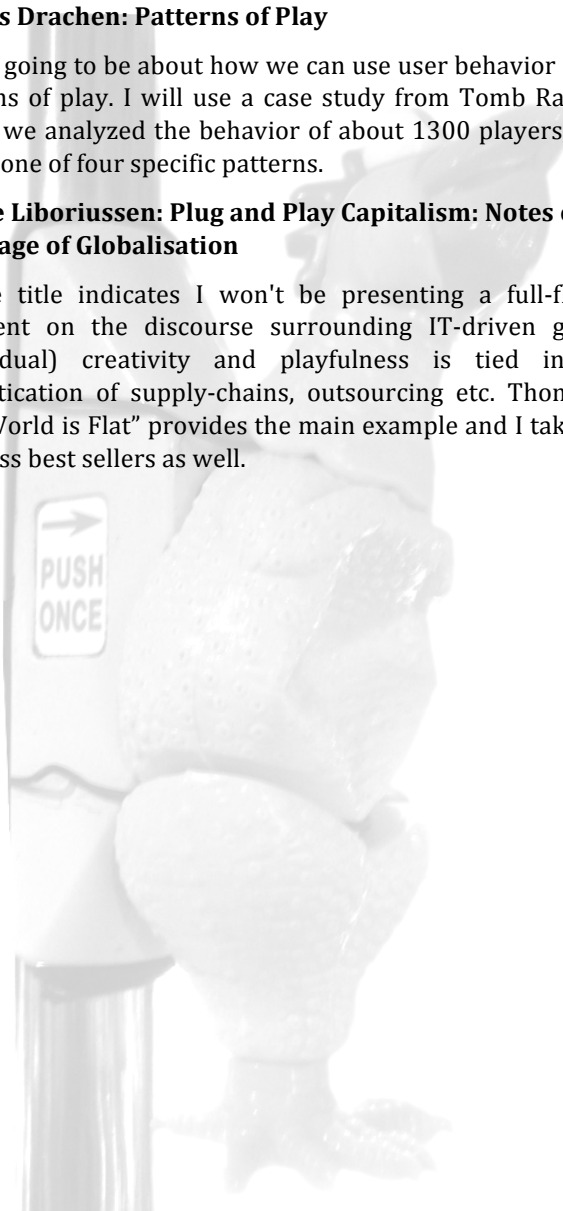 s Drachen: Patterns of Play
going to be about how we can use user behavior
ns of play. I will use a case study from Tomb Ra
we analyzed the behavior of about 1300 players
one of four specific patterns.
e Liboriussen: Plug and Play Capitalism: Notes
age of Globalisation
e title indicates I won't be presenting a full-fl
ent on the discourse surrounding IT-driven g
dual) creativity and playfulness is tied in
tication of supply-chains, outsourcing etc. Thon
World is Flat" provides the main example and I tak
ss best sellers as well.
PUSH
ONCE